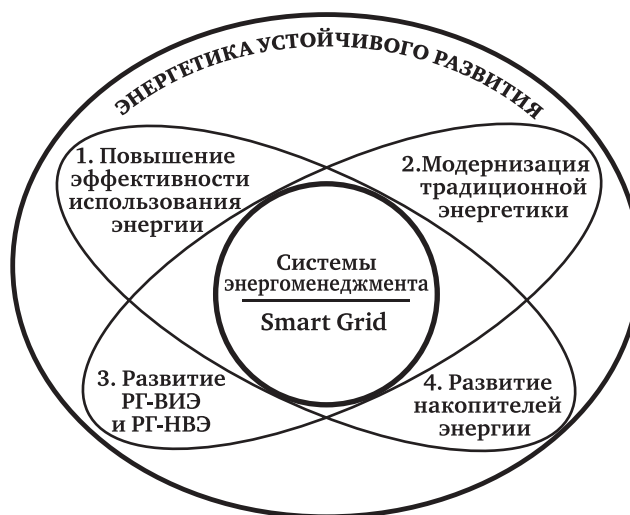 ЭНЕРГЕТИКА УСТОЙЧИВОГО РАЗВИТИЯ
1. Повышение
эффективности
использования
энергии
2.Модернизация
традиционной
энергетики
Системы
энергоменеджмента
Smart Grid
3. Развитие
РГ-ВИЭ
и РГ-НВЭ
4. Развитие
накопителей
энергии